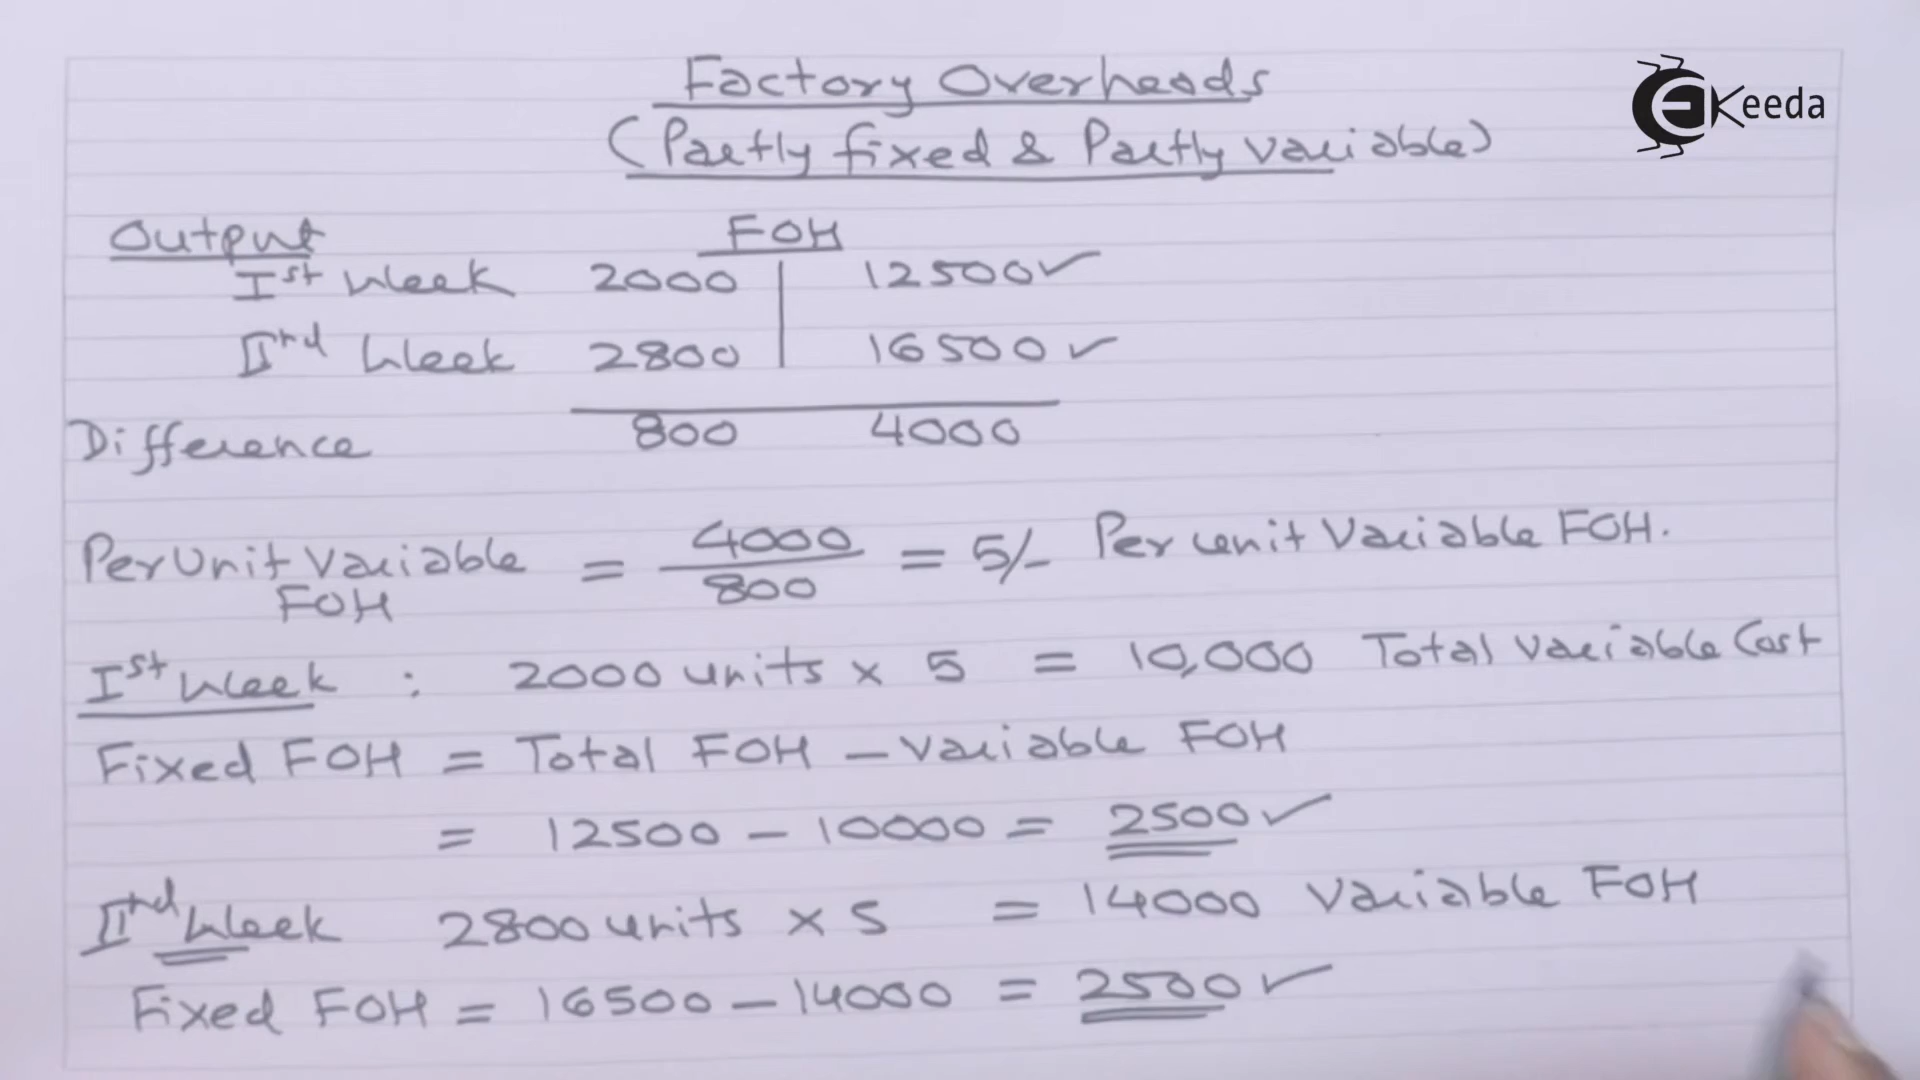 Factory Overheads
(Partly fixed & Partly variable)
Keeda
Output FOH
Ist Week 2000 12500✓
IInd Week 2800 16500✓
Difference 800 4000
Per Unit Variable FOH = 4000/800 = 5/- Per unit Variable FOH.
Ist Week : 2000 units x 5 = 10,000 Total Variable Cost
Fixed FOH = Total FOH – Variable FOH
= 12500 – 10000 = 2500✓
IInd Week 2800 units x 5 = 14000 Variable FOH
Fixed FOH = 16500 – 14000 = 2500✓